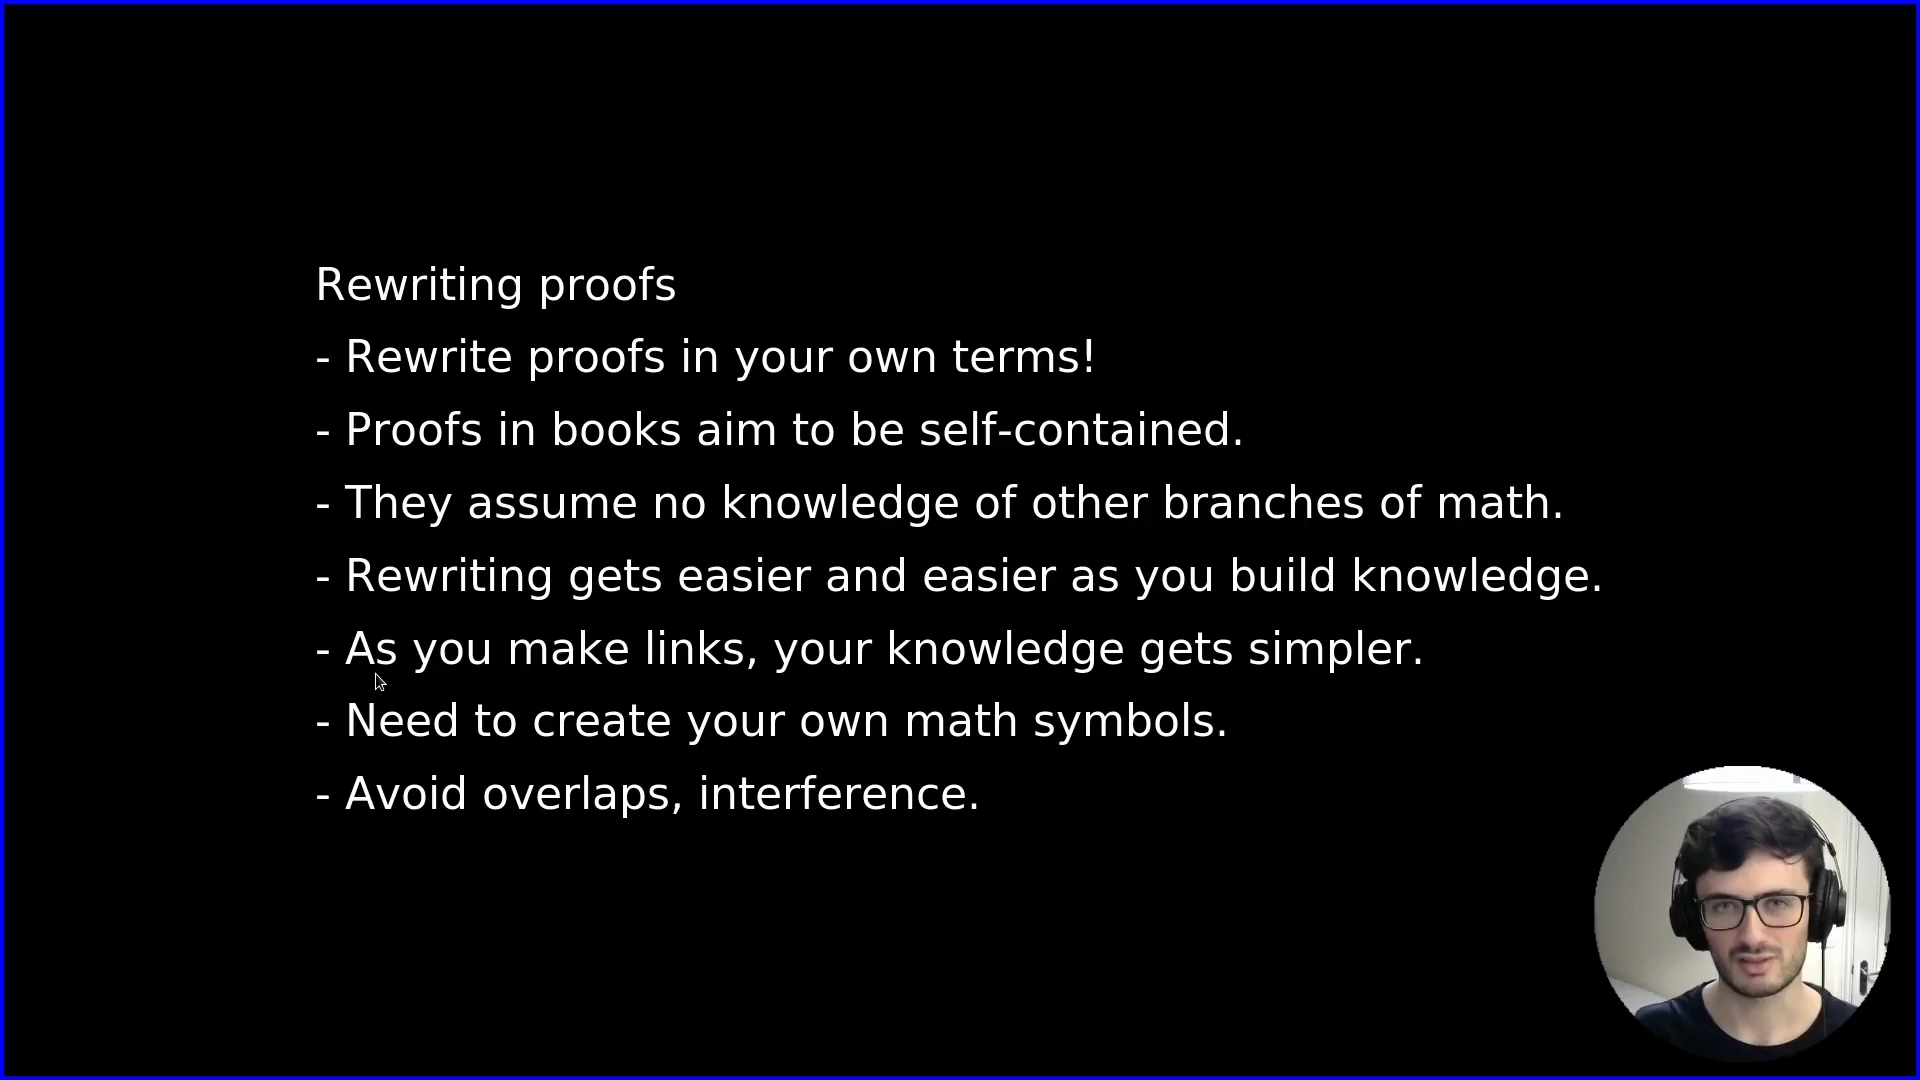 Rewriting proofs
- Rewrite proofs in your own terms!
- Proofs in books aim to be self-contained.
- They assume no knowledge of other branches of math.
- Rewriting gets easier and easier as you build knowledge.
- As you make links, your knowledge gets simpler.
- Need to create your own math symbols.
- Avoid overlaps, interference.